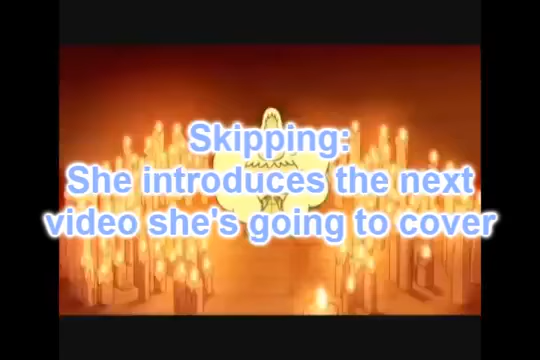 Skipping:
She introduces the next
video she's going to cover